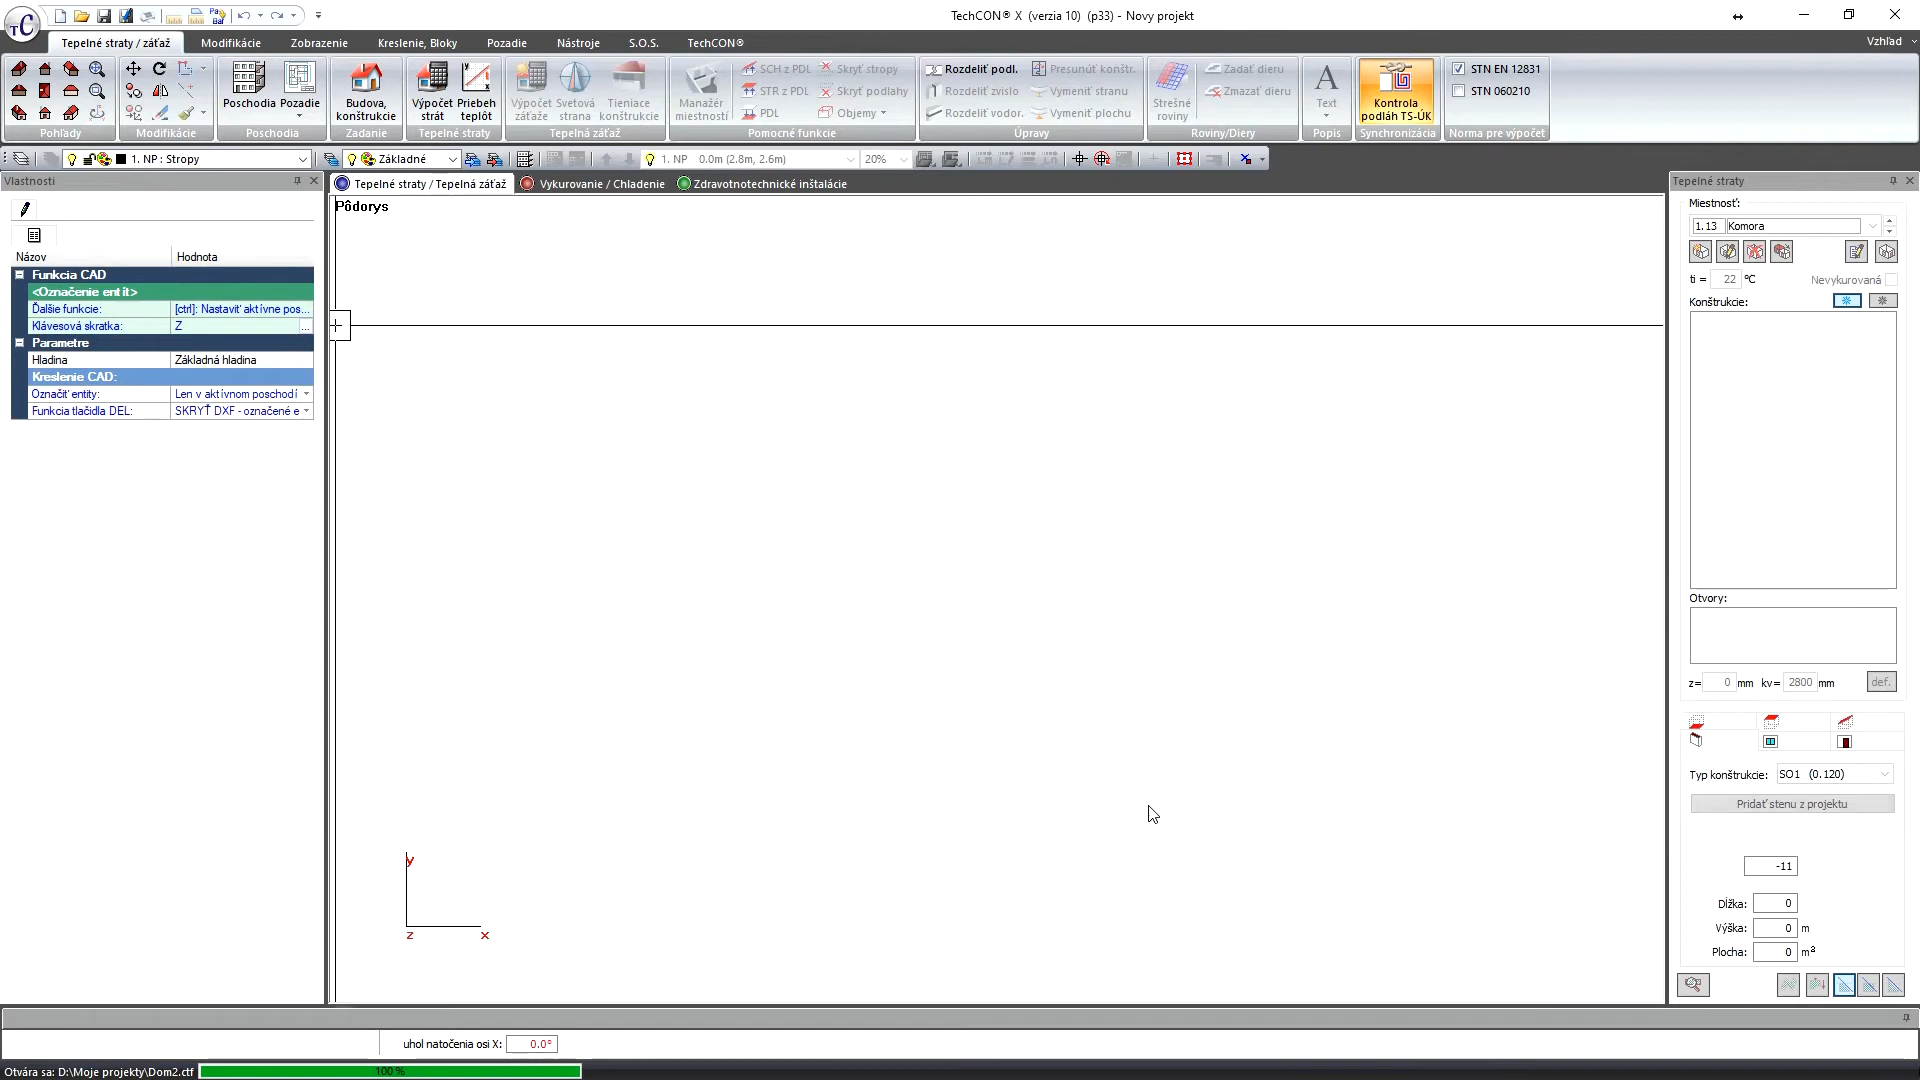 TechCON® X  (verzia 10)  (p33) - Novy projekt
Tepelné straty / záťaž
Modifikácie
Zobrazenie
Kreslenie, Bloky
Pozadie
Nástroje
S.O.S.
TechCON®
Vzhľad
Pohľady
Modifikácie
Poschodia
Pozadie
Poschodia
Budova, konštrukcie
Zadanie
Výpočet strát
Priebeh teplôt
Tepelné straty
Výpočet záťaže
Svetová strana
Tieniace konštrukcie
Tepelná záťaž
Manažér miestností
SCH z PDL
STR z PDL
PDL
Skryť stropy
Skryť podlahy
Objemy
Pomocné funkcie
Rozdeliť podl.
Rozdeliť zvislo
Rozdeliť vodor.
Presunúť konštr.
Vymeniť stranu
Vymeniť plochu
Úpravy
Strešné roviny
Zadať dieru
Zmazať dieru
Roviny/Diery
Text
Popis
Kontrola podláh TS-ÚK
Synchronizácia
STN EN 12831
STN 060210
Norma pre výpočet
1. NP : Stropy
Základné
1. NP    0.0m (2.8m, 2.6m)
20%
Vlastnosti
Tepelné straty / Tepelná záťaž
Vykurovanie / Chladenie
Zdravotnotechnické inštalácie
Pôdorys
Názov
Hodnota
Funkcia CAD
<Označenie entít>
Ďalšie funkcie:
[ctrl]: Nastaviť aktívne pos...
Klávesová skratka:
Z
...
Parametre
Hladina
Základná hladina
Kreslenie CAD:
Označiť entity:
Len v aktívnom poschodí
Funkcia tlačidla DEL:
SKRYŤ DXF - označené e
y
z
x
Tepelné straty
Miestnosť:
1.13
Komora
ti =
22
°C
Nevykurovaná
Konštrukcie:
Otvory:
z=
0
mm
kv=
2800
mm
def.
Typ konštrukcie:
SO1   (0.120)
Pridať stenu z projektu
-11
Dĺžka:
0
Výška:
0
m
Plocha:
0
m²
uhol natočenia osi X:
0.0°
Otvára sa: D:\Moje projekty\Dom2.ctf
100 %